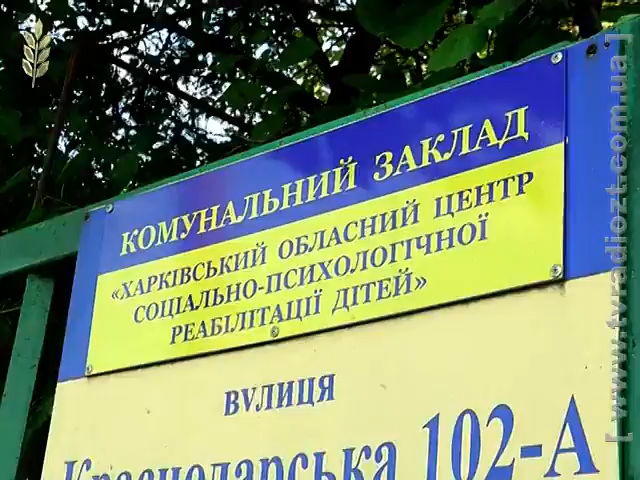 КОМУНАЛЬНИЙ ЗАКЛАД
«ХАРКІВСЬКИЙ ОБЛАСНИЙ ЦЕНТР
СОЦІАЛЬНО-ПСИХОЛОГІЧНОЇ
РЕАБІЛІТАЦІЇ ДІТЕЙ»
ВУЛИЦЯ
Краснодарська 102-А
[ www.tvradiozt.com.ua ]